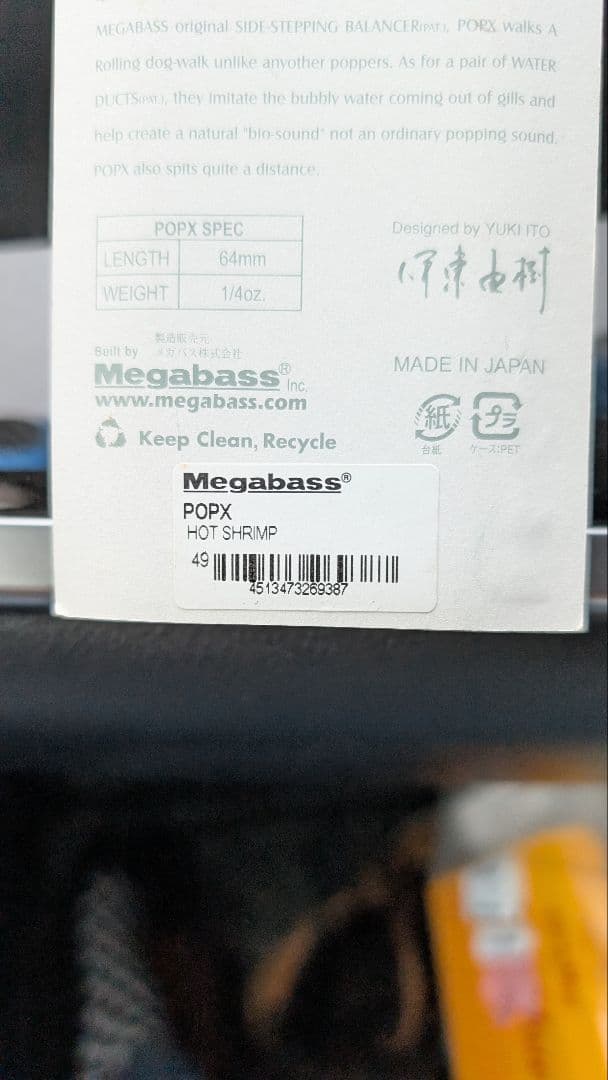 MEGABASS original SIDE-STEPPING BALANCER(PAT.), POPX walks A
Rolling dog-walk unlike anyother poppers. As for a pair of WATER
DUCTS(PAT.), they imitate the bubbly water coming out of gills and
help create a natural "bio-sound" not an ordinary popping sound.
POPX also spits quite a distance.
POPX SPEC
LENGTH 64mm
WEIGHT 1/4oz.
Designed by YUKI ITO
伊東由樹
製造販売元
Built by メガバス株式会社
Megabass® Inc.
www.megabass.com
Keep Clean, Recycle
MADE IN JAPAN
紙 プラ
台紙 ケース:PET
Megabass®
POPX
HOT SHRIMP
49
4513473269387